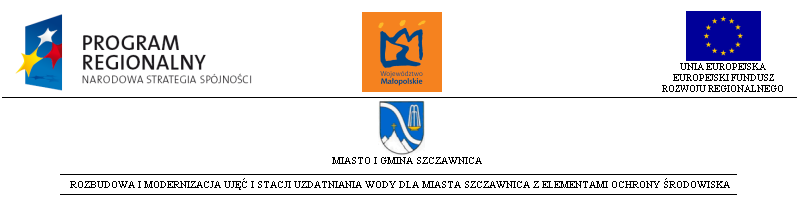 PROGRAM
REGIONALNY
NARODOWA STRATEGIA SPÓJNOŚCI
Województwo
Małopolskie
UNIA EUROPEJSKA
EUROPEJSKI FUNDUSZ
ROZWOJU REGIONALNEGO
MIASTO I GMINA SZCZAWNICA
ROZBUDOWA I MODERNIZACJA UJĘĆ I STACJI UZDATNIANIA WODY DLA MIASTA SZCZAWNICA Z ELEMENTAMI OCHRONY ŚRODOWISKA